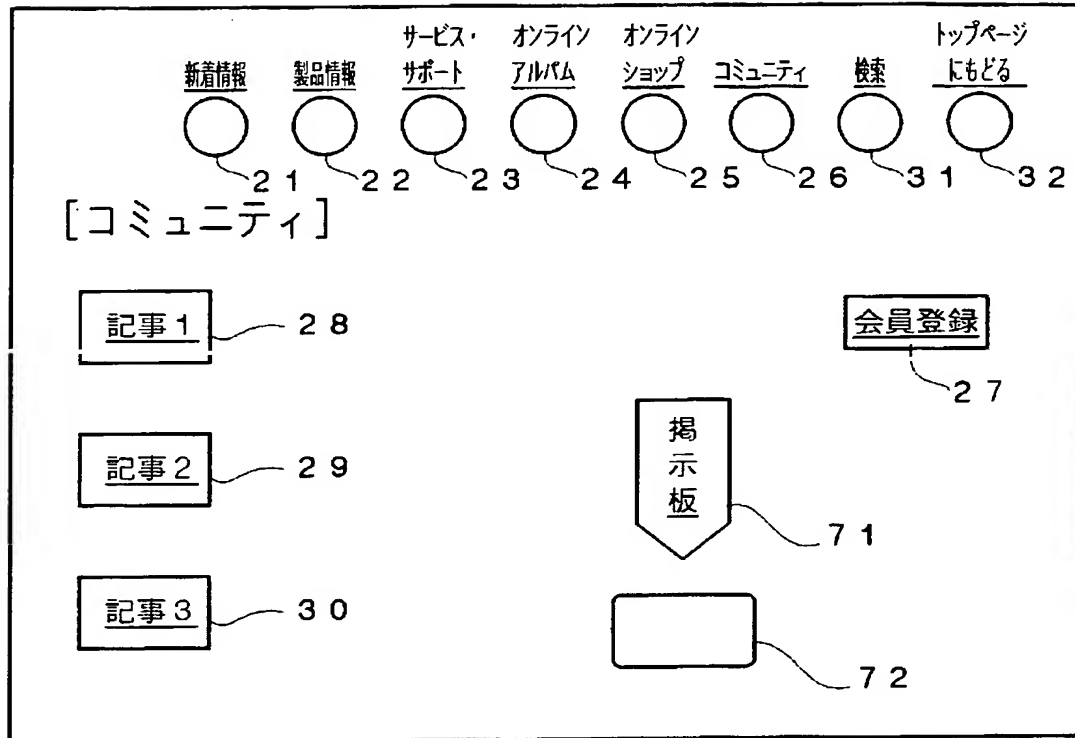 新着情報
製品情報
サービス・
サポート
オンライン
アルバム
オンライン
ショップ
コミュニティ
検索
トップページ
にもどる
21
22
23
24
25
26
31
32
[コミュニティ]
記事1
28
会員登録
27
記事2
29
掲示板
71
記事3
30
72